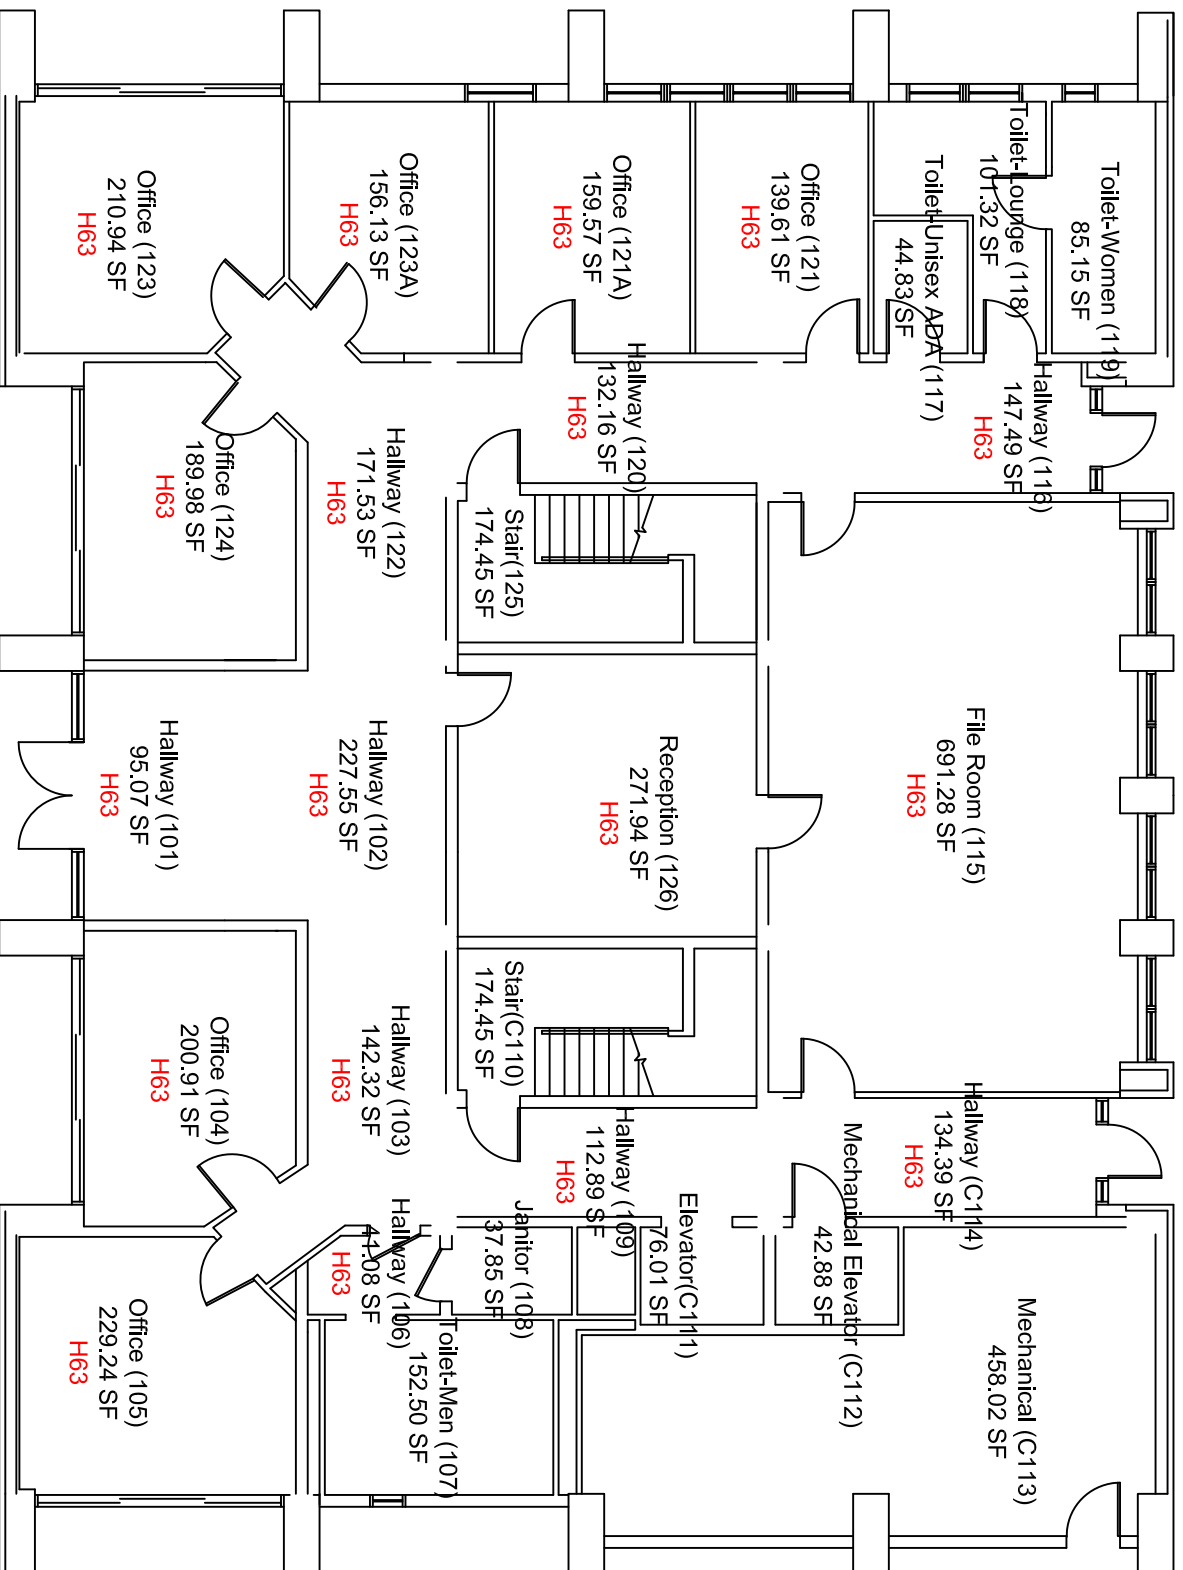 Toilet-Women (119)
85.15 SF
Toilet-Lounge (118)
101.32 SF
Toilet-Unisex ADA (117)
44.83 SF
Office (121)
139.61 SF
H63
Office (121A)
159.57 SF
H63
Office (123A)
156.13 SF
H63
Office (123)
210.94 SF
H63
Hallway (116)
147.49 SF
H63
Hallway (120)
132.16 SF
H63
Hallway (122)
171.53 SF
H63
Office (124)
189.98 SF
H63
Stair(125)
174.45 SF
File Room (115)
691.28 SF
H63
Reception (126)
271.94 SF
H63
Hallway (102)
227.55 SF
H63
Hallway (101)
95.07 SF
H63
Stair(C110)
174.45 SF
Hallway (103)
142.32 SF
H63
Office (104)
200.91 SF
H63
Hallway (C114)
134.39 SF
H63
Mechanical Elevator (C112)
42.88 SF
Hallway (109)
112.89 SF
H63
Elevator(C111)
76.01 SF
Janitor (108)
37.85 SF
Hallway (106)
41.08 SF
H63
Mechanical (C113)
458.02 SF
Toilet-Men (107)
152.50 SF
Office (105)
229.24 SF
H63